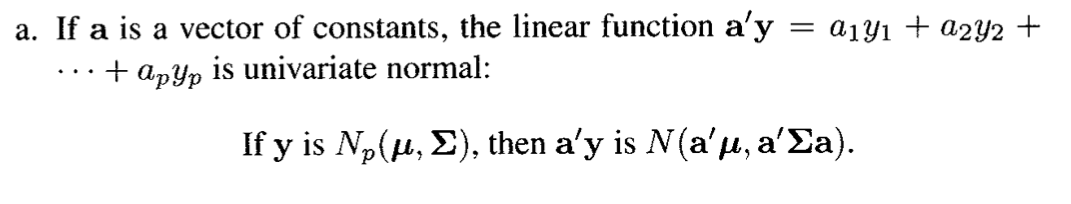 a. If a is a vector of constants, the linear function a′y = a₁y₁ + a₂y₂ +
⋯ + aₚyₚ is univariate normal:
If y is Nₚ(μ, Σ), then a′y is N(a′μ, a′Σa).